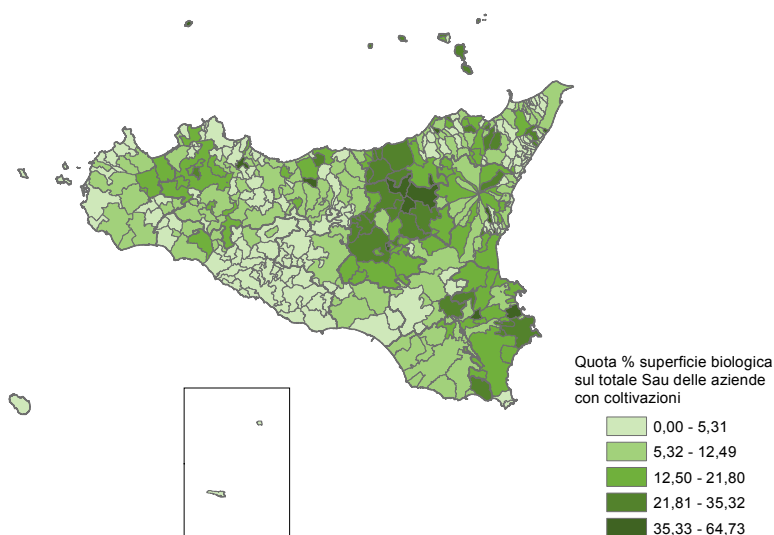 Quota % superficie biologica
sul totale Sau delle aziende
con coltivazioni
0,00 - 5,31
5,32 - 12,49
12,50 - 21,80
21,81 - 35,32
35,33 - 64,73